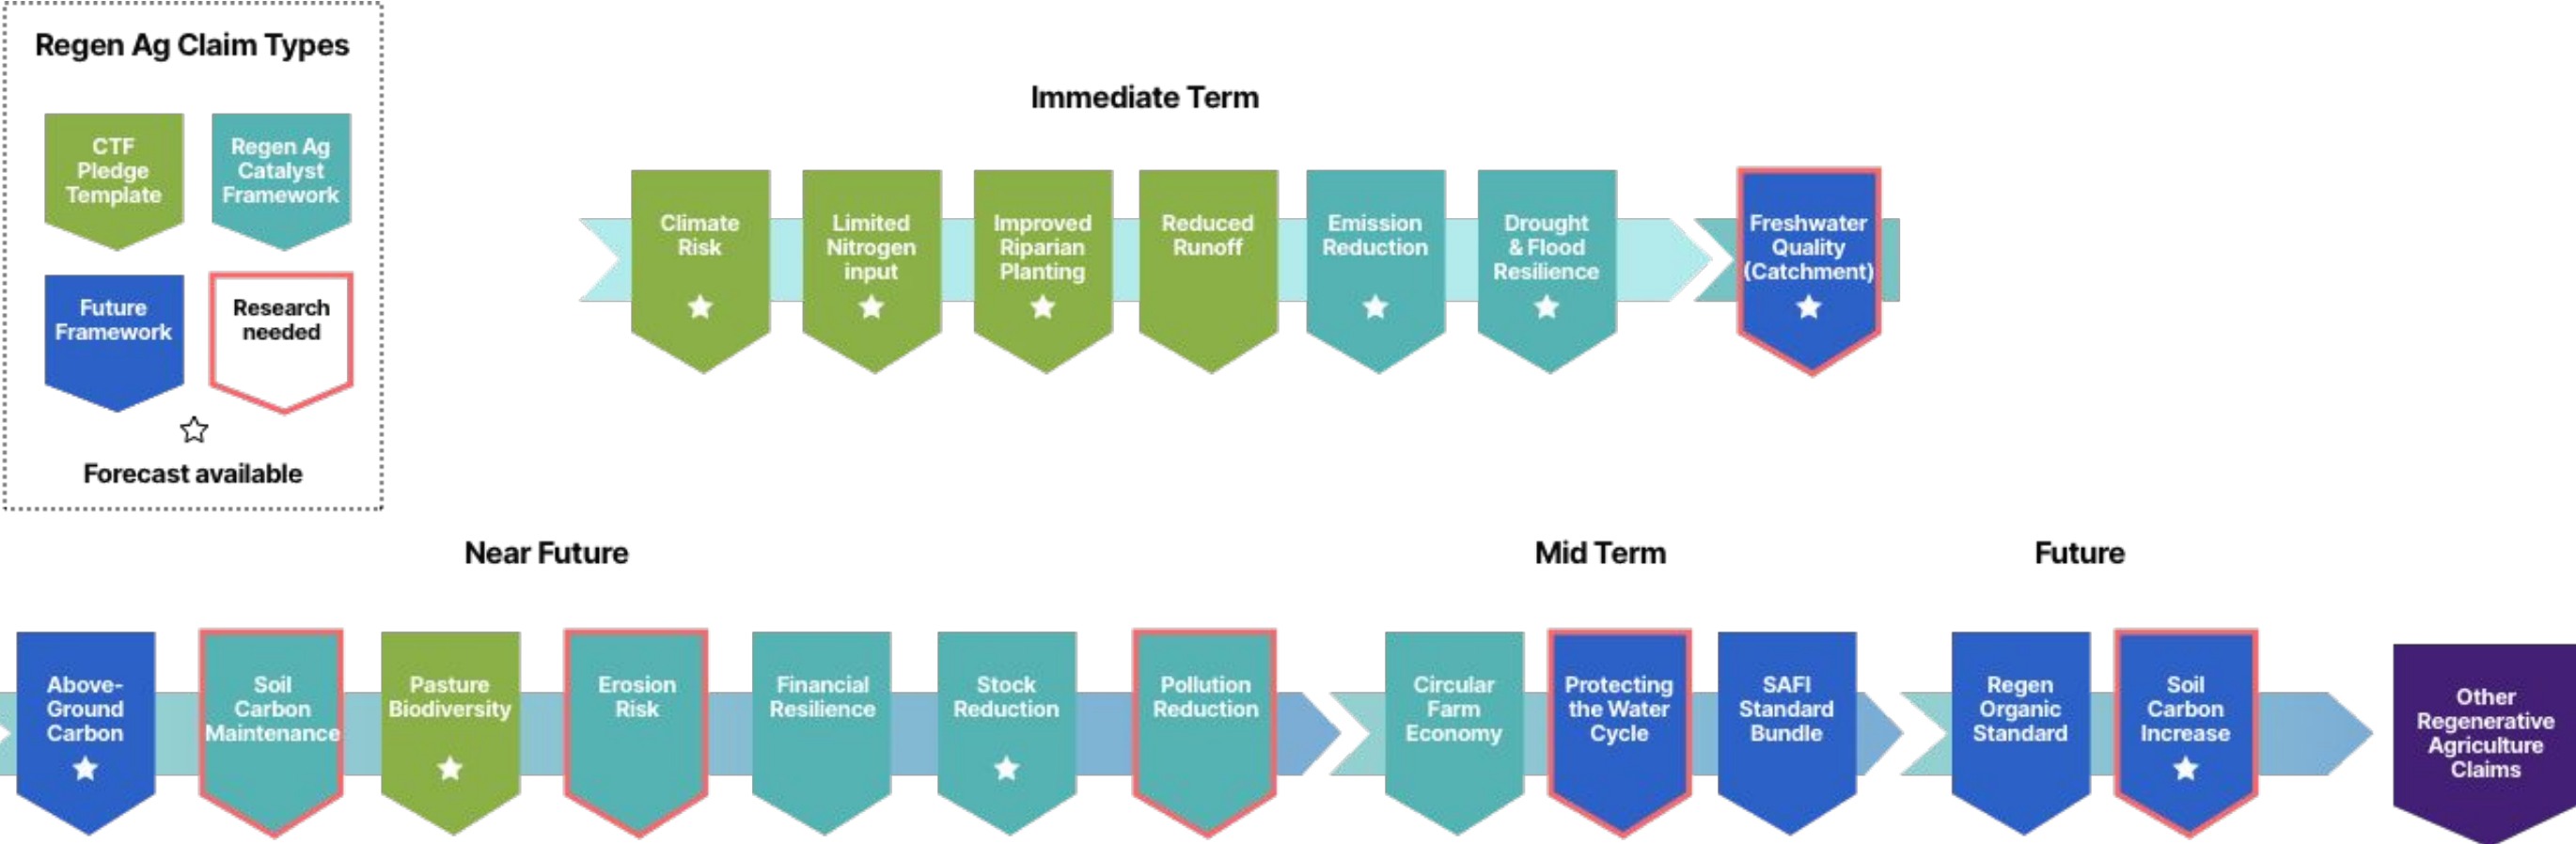 Regen Ag Claim Types
CTF
Pledge
Template
Regen Ag
Catalyst
Framework
Future
Framework
Research
needed
Forecast available
Immediate Term
Climate
Risk
Limited
Nitrogen
input
Improved
Riparian
Planting
Reduced
Runoff
Emission
Reduction
Drought
& Flood
Resilience
Freshwater
Quality
(Catchment)
Near Future
Above-
Ground
Carbon
Soil
Carbon
Maintenance
Pasture
Biodiversity
Erosion
Risk
Financial
Resilience
Stock
Reduction
Pollution
Reduction
Mid Term
Circular
Farm
Economy
Protecting
the Water
Cycle
SAFI
Standard
Bundle
Future
Regen
Organic
Standard
Soil
Carbon
Increase
Other
Regenerative
Agriculture
Claims